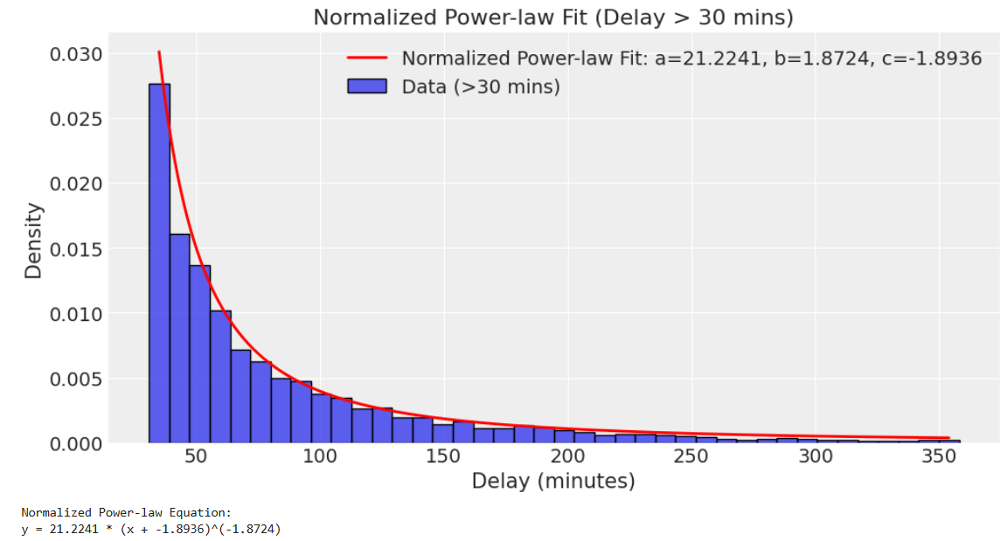 Normalized Power-law Fit (Delay > 30 mins)
Normalized Power-law Fit: a=21.2241, b=1.8724, c=-1.8936
Data (>30 mins)
0.030
0.025
0.020
0.015
0.010
0.005
0.000
Density
50 100 150 200 250 300 350
Delay (minutes)
Normalized Power-law Equation:
y = 21.2241 * (x + -1.8936)^(-1.8724)